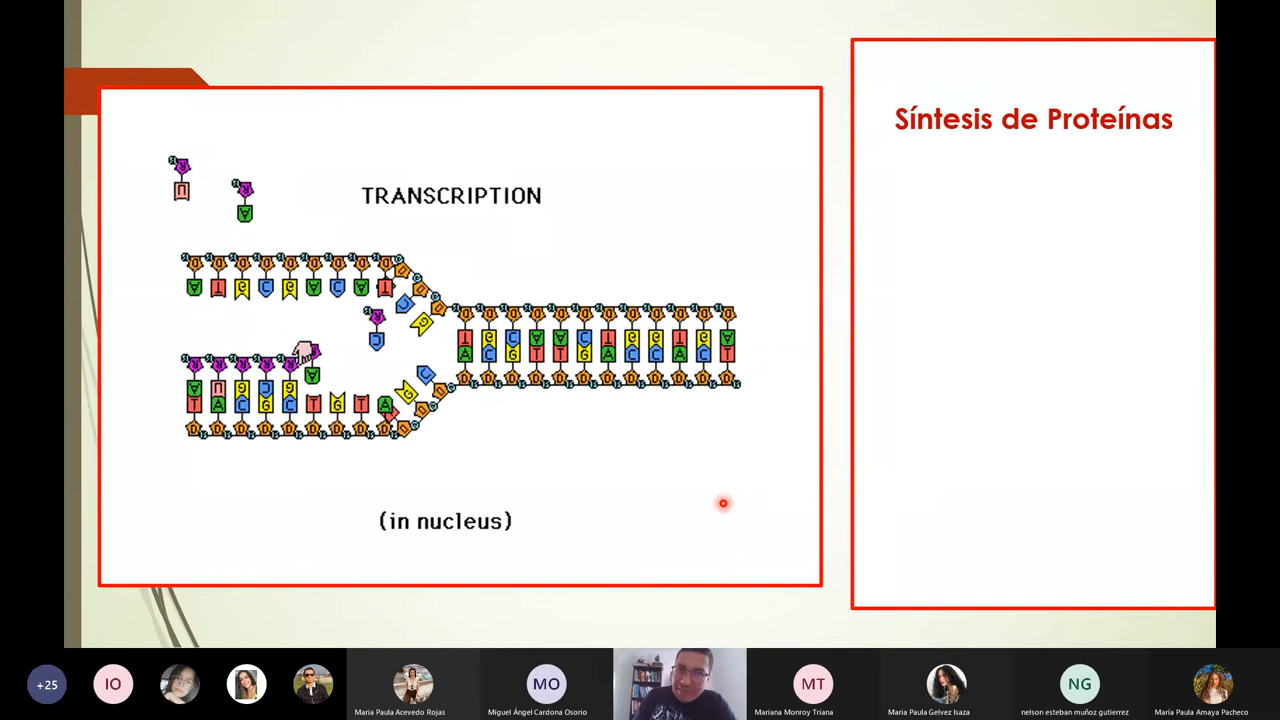 Síntesis de Proteínas
TRANSCRIPTION
A T G C G A C A T
C
G
U
A
C
T G C A A C T C C T G A
A C G T T G A G G A C T
A U G C G
A
T A C G C T G T A
G
C
(in nucleus)
+25
IO
MO
MT
NG
Maria Paula Acevedo Rojas
Miguel Ángel Cardona Osorio
Mariana Monroy Triana
Maria Paula Gelvez Isaza
nelson esteban muñoz gutierrez
María Paula Amaya Pacheco